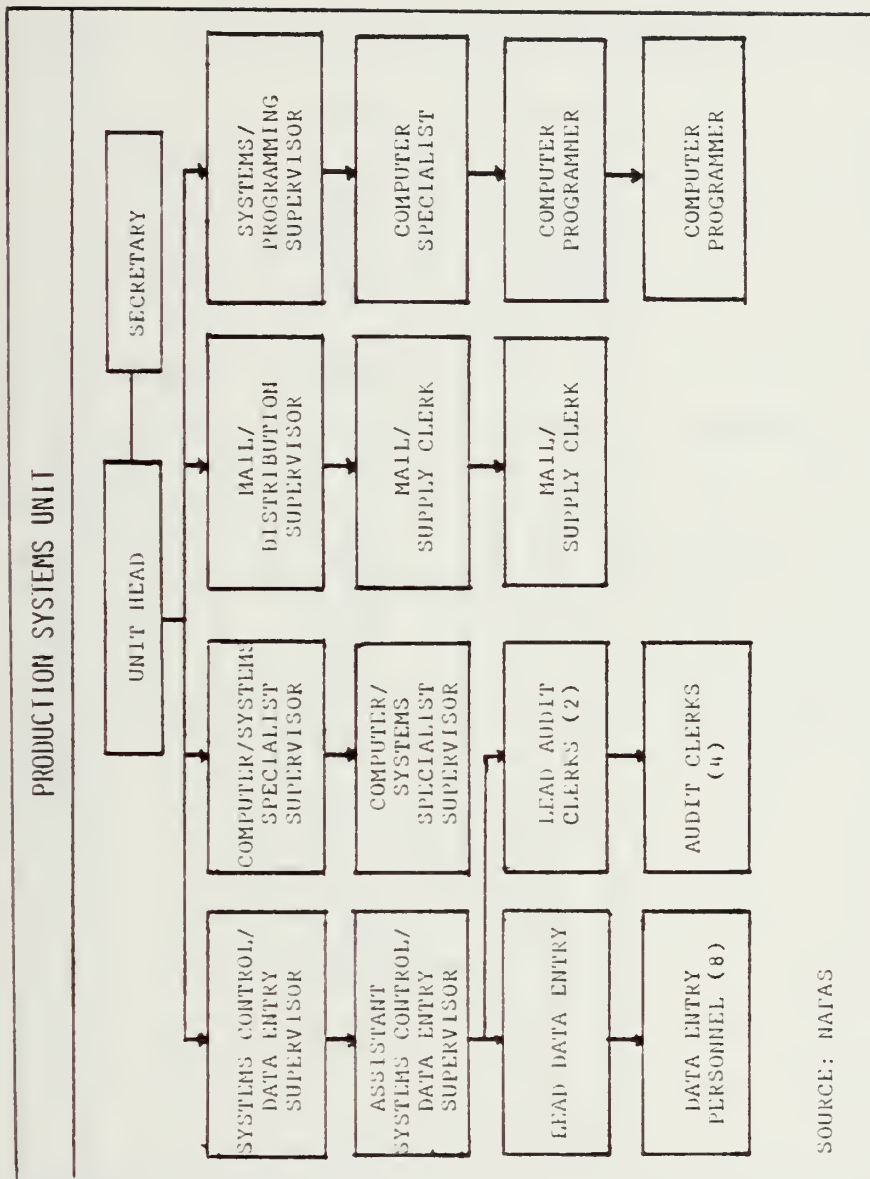 PRODUCTION SYSTEMS UNIT
UNIT HEAD
SECRETARY
SYSTEMS CONTROL/
DATA ENTRY
SUPERVISOR
COMPUTER/SYSTEMS
SPECIALIST
SUPERVISOR
MAIL/
DISTRIBUTION
SUPERVISOR
SYSTEMS/
PROGRAMMING
SUPERVISOR
ASSISTANT
SYSTEMS CONTROL/
DATA ENTRY
SUPERVISOR
COMPUTER/
SYSTEMS
SPECIALIST
SUPERVISOR
MAIL/
SUPPLY CLERK
COMPUTER
SPECIALIST
LEAD DATA ENTRY
LEAD AUDIT
CLERKS (2)
MAIL/
SUPPLY CLERK
COMPUTER
PROGRAMMER
DATA ENTRY
PERSONNEL (8)
AUDIT CLERKS
(4)
COMPUTER
PROGRAMMER
SOURCE: